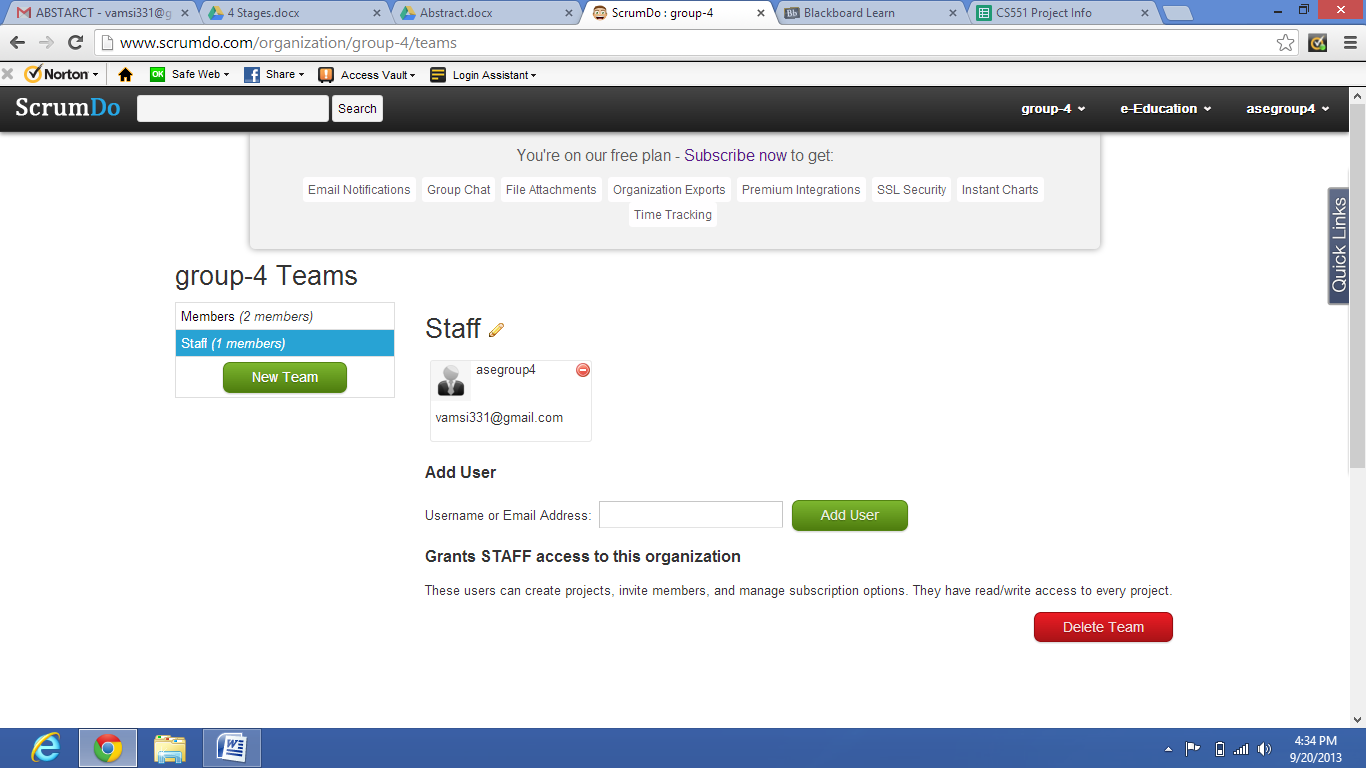 ABSTARCT - vamsi331@g
4 Stages.docx
Abstract.docx
ScrumDo : group-4
Bb Blackboard Learn
CS551 Project Info
www.scrumdo.com/organization/group-4/teams
Norton
OK Safe Web
Share
Access Vault
Login Assistant
ScrumDo
Search
group-4
e-Education
asegroup4
You're on our free plan - Subscribe now to get:
Email Notifications Group Chat File Attachments Organization Exports Premium Integrations SSL Security Instant Charts
Time Tracking
Quick Links
group-4 Teams
Members (2 members)
Staff (1 members)
New Team
Staff
asegroup4
vamsi331@gmail.com
Add User
Username or Email Address:
Add User
Grants STAFF access to this organization
These users can create projects, invite members, and manage subscription options. They have read/write access to every project.
Delete Team
4:34 PM
9/20/2013